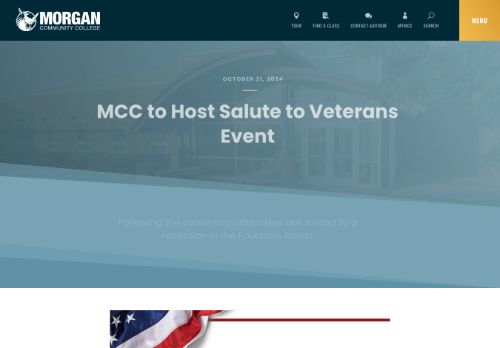 MORGAN
COMMUNITY COLLEGE
TOUR
FIND A CLASS
CONTACT ADVISOR
MYMCC
SEARCH
MENU
OCTOBER 21, 2024
MCC to Host Salute to Veterans
Event
Following the ceremony, attendees are invited to a
reception in the Founders Room